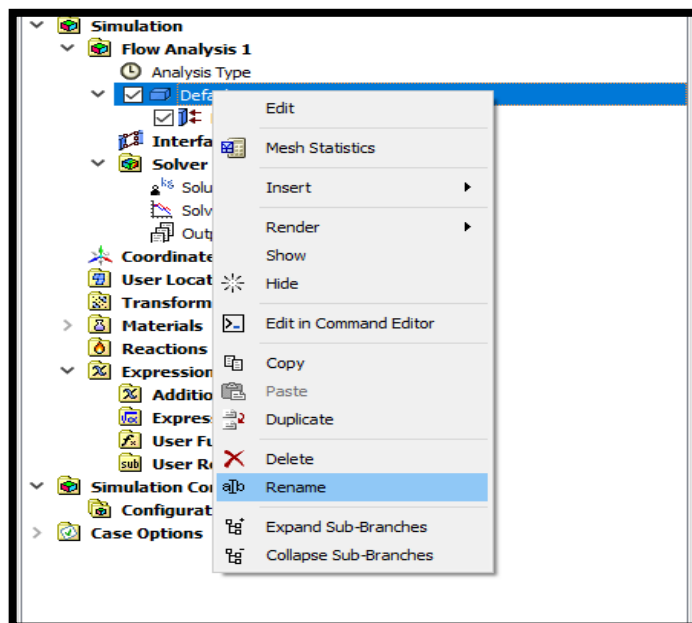 Simulation
Flow Analysis 1
Analysis Type
Defa
Interfa
Solver
Solu
Solv
Outp
Coordinate
User Locat
Transform
Materials
Reactions
Expression
Additio
Expres
User Fu
User Ro
Simulation Co
Configurat
Case Options
Edit
Mesh Statistics
Insert
Render
Show
Hide
Edit in Command Editor
Copy
Paste
Duplicate
Delete
Rename
Expand Sub-Branches
Collapse Sub-Branches